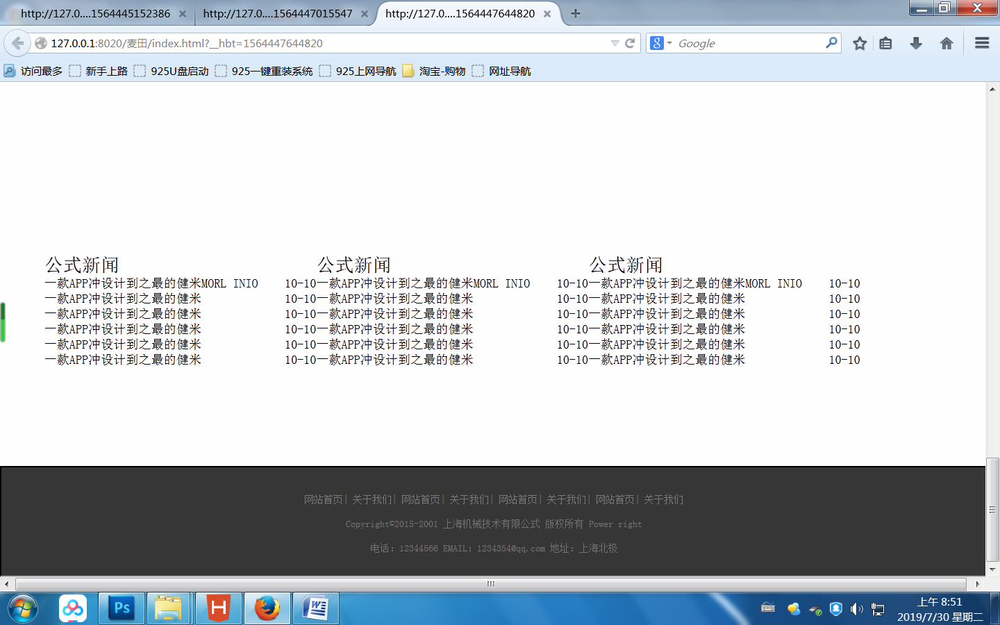 http://127.0....1564445152386
http://127.0....1564447015547
http://127.0....1564447644820
127.0.0.1:8020/麦田/index.html?__hbt=1564447644820
Google
访问最多 新手上路 925U盘启动 925一键重装系统 925上网导航 淘宝-购物 网址导航
公式新闻 公式新闻 公式新闻
一款APP冲设计到之最的健米MORL INIO 10-10一款APP冲设计到之最的健米MORL INIO 10-10一款APP冲设计到之最的健米MORL INIO 10-10
一款APP冲设计到之最的健米 10-10一款APP冲设计到之最的健米 10-10一款APP冲设计到之最的健米 10-10
一款APP冲设计到之最的健米 10-10一款APP冲设计到之最的健米 10-10一款APP冲设计到之最的健米 10-10
一款APP冲设计到之最的健米 10-10一款APP冲设计到之最的健米 10-10一款APP冲设计到之最的健米 10-10
一款APP冲设计到之最的健米 10-10一款APP冲设计到之最的健米 10-10一款APP冲设计到之最的健米 10-10
一款APP冲设计到之最的健米 10-10一款APP冲设计到之最的健米 10-10一款APP冲设计到之最的健米 10-10
网站首页| 关于我们| 网站首页| 关于我们| 网站首页| 关于我们| 网站首页| 关于我们
Copyright©2015-2001 上海机械技术有限公式 版权所有 Power right
电话：12344566 EMAIL：1234354@qq.com 地址：上海北极
上午 8:51
2019/7/30 星期二